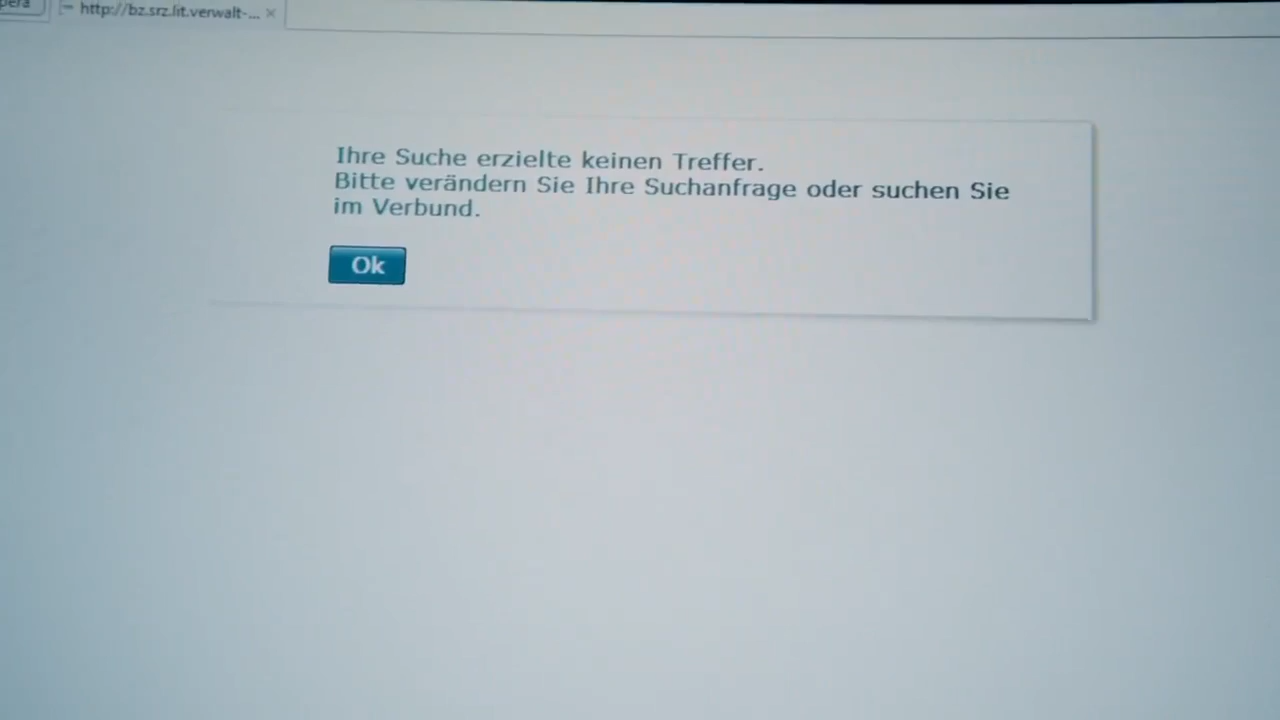 pera
http://bz.srz.lit.verwalt-... ×
Ihre Suche erzielte keinen Treffer.
Bitte verändern Sie Ihre Suchanfrage oder suchen Sie
im Verbund.
Ok